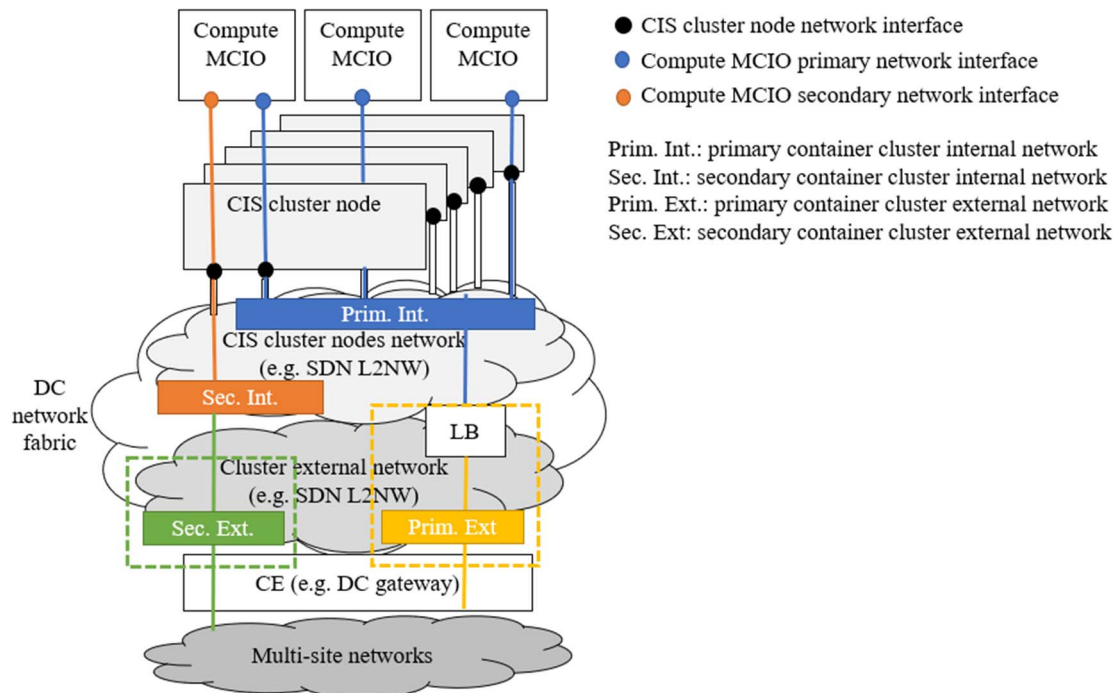 Compute
MCIO
Compute
MCIO
Compute
MCIO
CIS cluster node network interface
Compute MCIO primary network interface
Compute MCIO secondary network interface
Prim. Int.: primary container cluster internal network
Sec. Int.: secondary container cluster internal network
Prim. Ext.: primary container cluster external network
Sec. Ext: secondary container cluster external network
CIS cluster node
Prim. Int.
CIS cluster nodes network
(e.g. SDN L2NW)
DC
network
fabric
Sec. Int.
LB
Cluster external network
(e.g. SDN L2NW)
Sec. Ext.
Prim. Ext
CE (e.g. DC gateway)
Multi-site networks